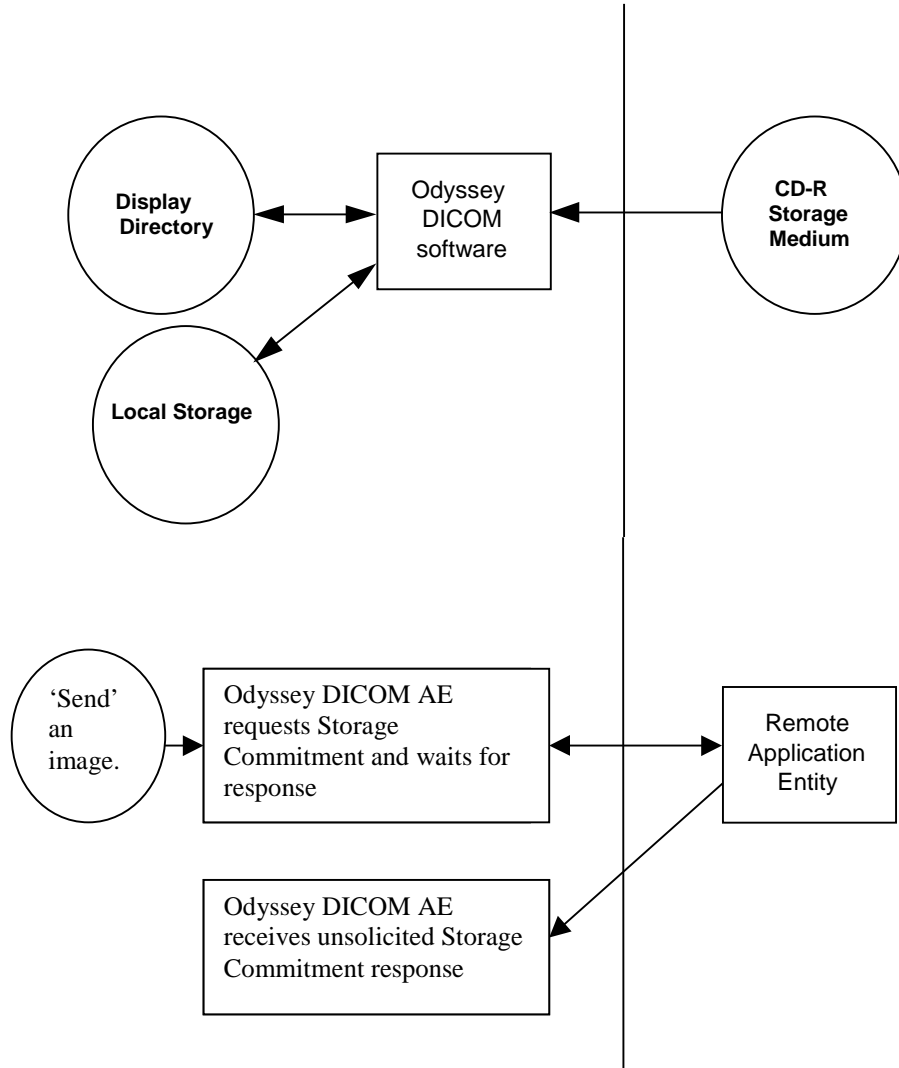 Display
Directory
Odyssey
DICOM
software
CD-R
Storage
Medium
Local Storage
‘Send’
an
image.
Odyssey DICOM AE
requests Storage
Commitment and waits for
response
Remote
Application
Entity
Odyssey DICOM AE
receives unsolicited Storage
Commitment response